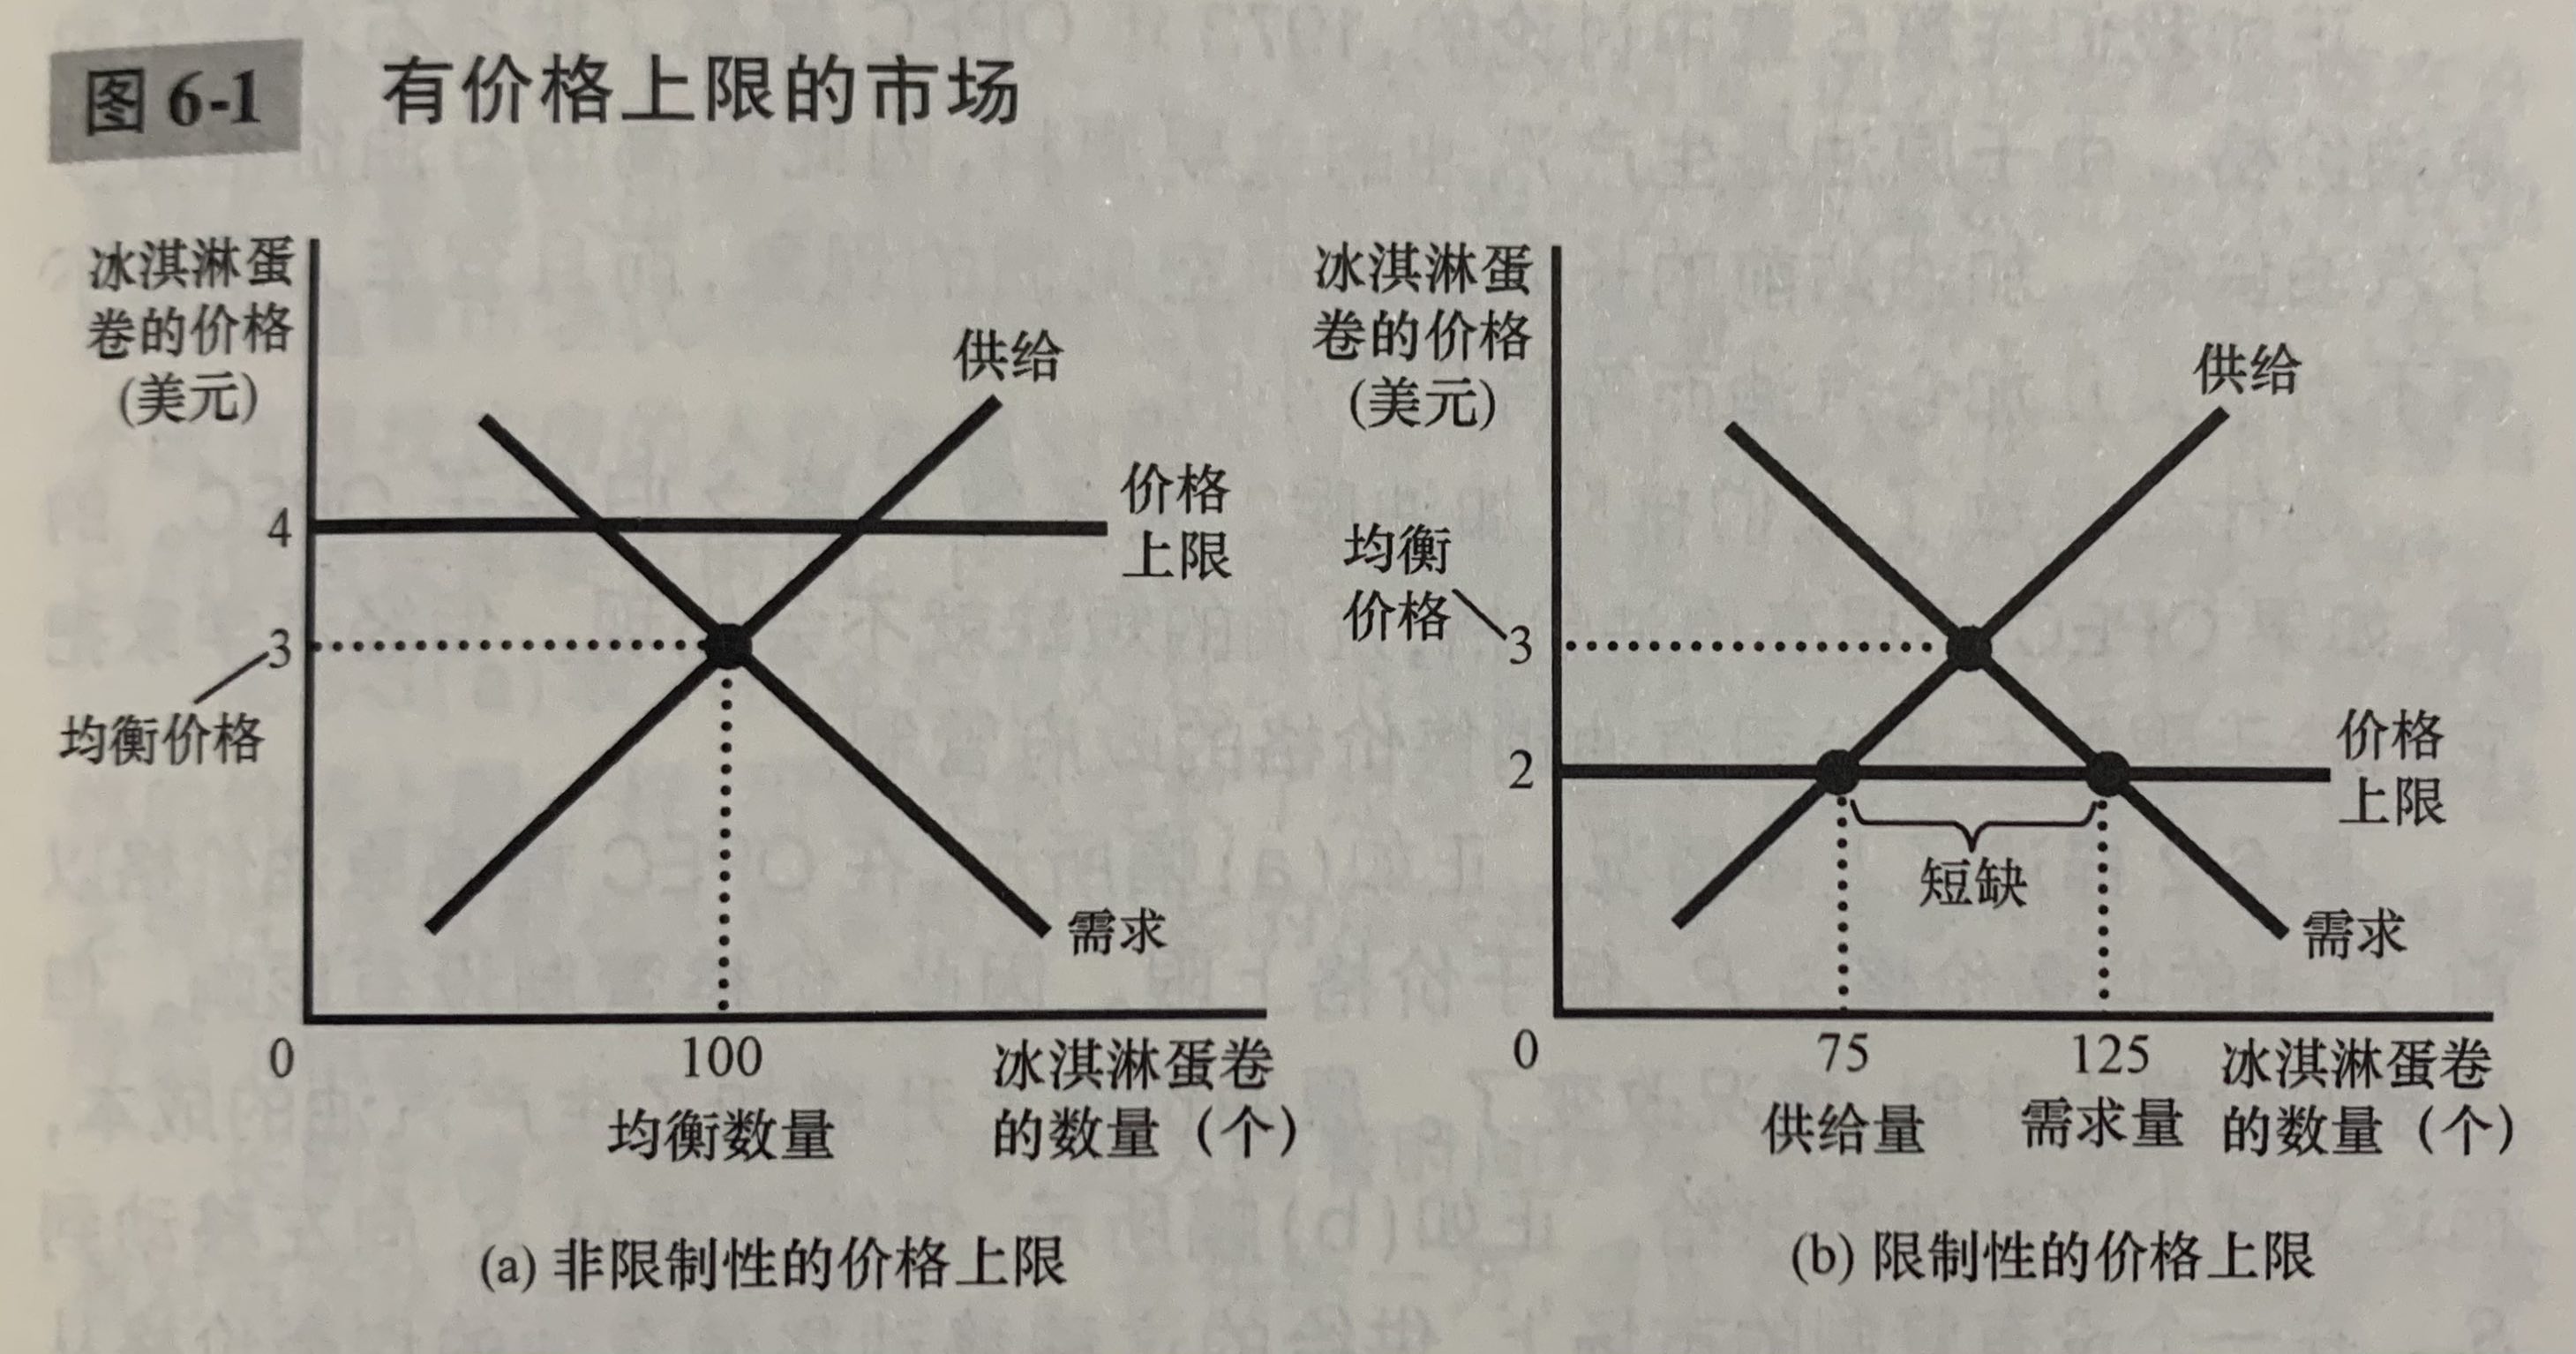 图 6-1 有价格上限的市场
冰淇淋蛋
卷的价格
(美元)
供给
价格
上限
4
3
均衡价格
需求
0
100
均衡数量
冰淇淋蛋卷
的数量（个）
(a) 非限制性的价格上限
冰淇淋蛋
卷的价格
(美元)
供给
均衡
价格
3
2
价格
上限
短缺
需求
0
75
供给量
125
需求量
冰淇淋蛋卷
的数量（个）
(b) 限制性的价格上限